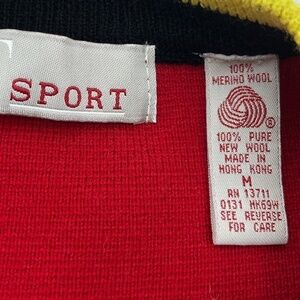 SPORT
100%
MERINO WOOL
®
100% PURE
NEW WOOL
MADE IN
HONG KONG
M
RN 13711
0131 HK69W
SEE REVERSE
FOR CARE